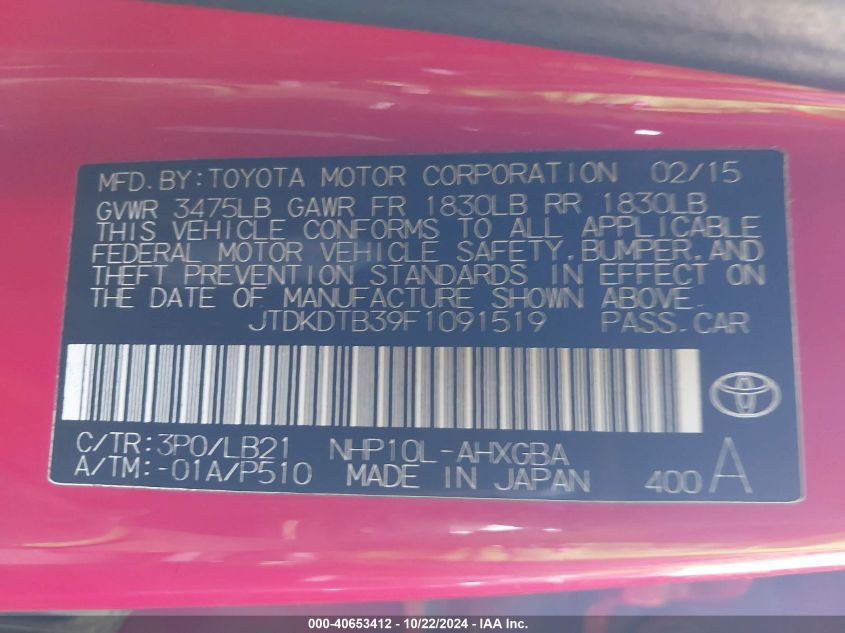 MFD.BY:TOYOTA MOTOR CORPORATION 02/15
GVWR 3475LB GAWR FR 1830LB RR 1830LB
THIS VEHICLE CONFORMS TO ALL APPLICABLE
FEDERAL MOTOR VEHICLE SAFETY,BUMPER,AND
THEFT PREVENTION STANDARDS IN EFFECT ON
THE DATE OF MANUFACTURE SHOWN ABOVE.
JTDKDTB39F1091519 PASS.CAR
C/TR:3P0/LB21 NHP10L-AHXGBA
A/TM:-01A/P510 MADE IN JAPAN 400 A
000-40653412 - 10/22/2024 - IAA Inc.